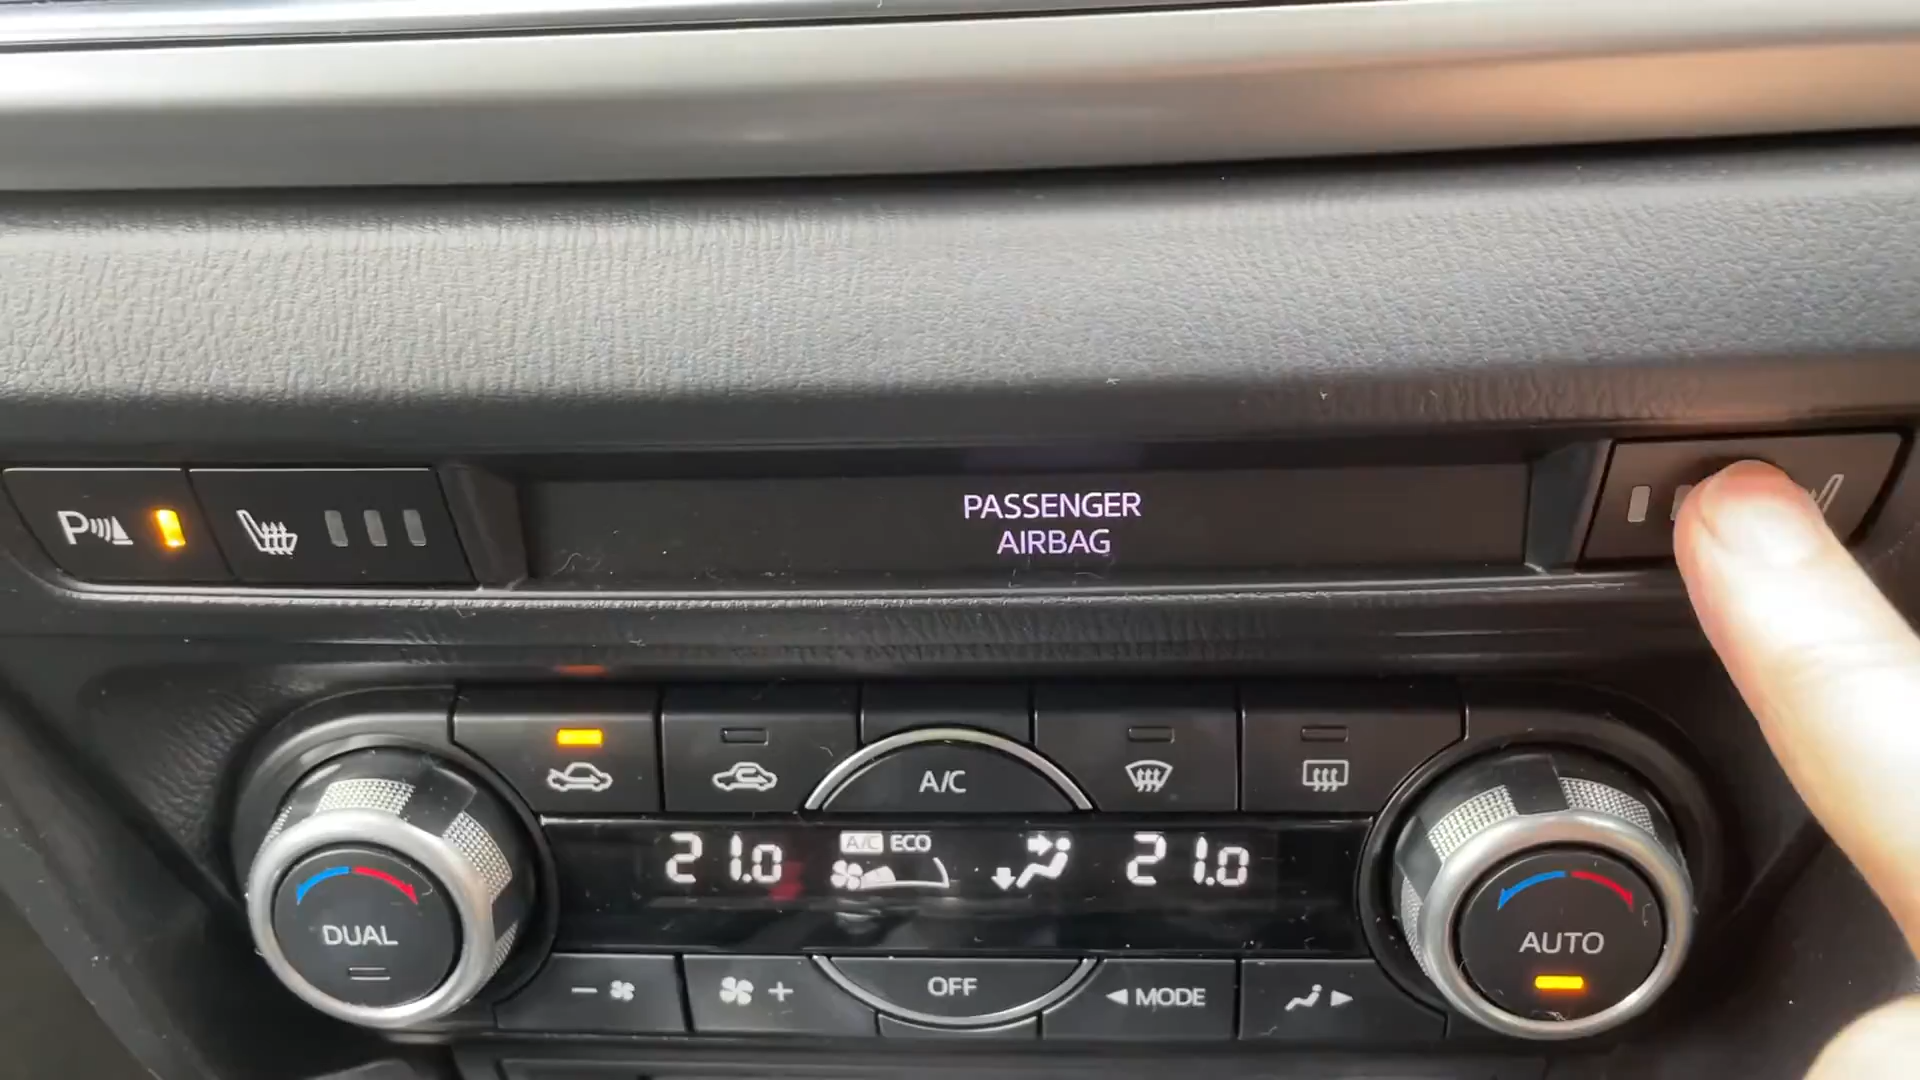 P
PASSENGER
AIRBAG
A/C
21.0
A/C ECO
21.0
DUAL
AUTO
-
+
OFF
MODE